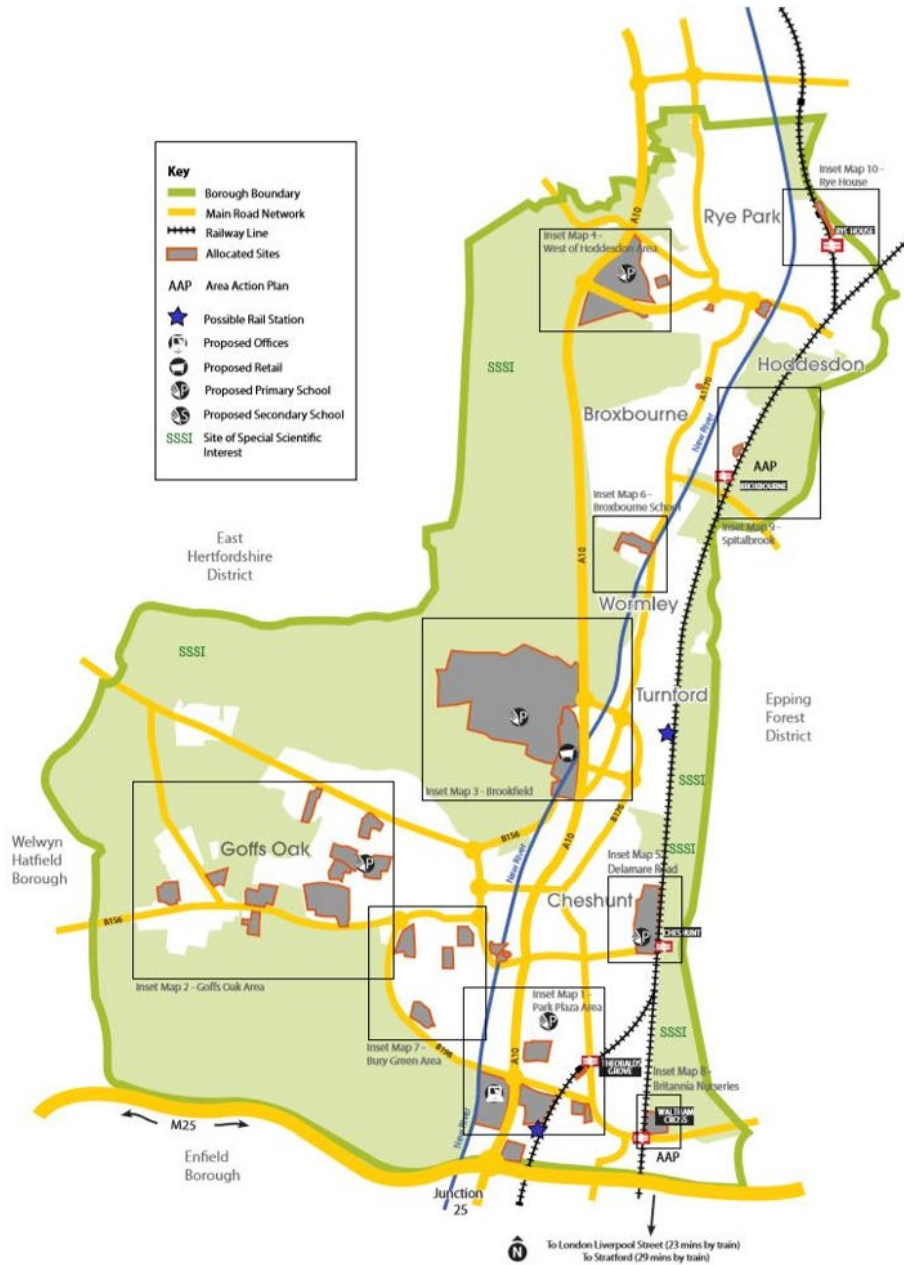 Key
Borough Boundary
Main Road Network
Railway Line
Allocated Sites
AAP Area Action Plan
Possible Rail Station
Proposed Offices
Proposed Retail
P Proposed Primary School
S Proposed Secondary School
SSSI Site of Special Scientific
Interest
Inset Map 10 -
Rye House
Rye Park
RYE HOUSE
A10
Inset Map 4 -
West of Hoddesdon Area
P
SSSI
Hoddesdon
A1170
Broxbourne
New River
AAP
BROXBOURNE
Inset Map 6 -
Broxbourne School
Inset Map 9 -
Spitalbrook
East
Hertfordshire
District
A10
Wormley
SSSI
Turnford
Epping
Forest
District
P
SSSI
Inset Map 3 - Brookfield
B176
Goffs Oak
B156
A10
Welwyn
Hatfield
Borough
P
New River
SSSI
Inset Map 5 -
Delamare Road
Cheshunt
B156
P
CHESHUNT
Inset Map 2 - Goffs Oak Area
Inset Map 1 -
Park Plaza Area
P
SSSI
Inset Map 7 -
Bury Green Area
B198
A10
THEOBALDS
GROVE
Inset Map 8 -
Britannia Nurseries
WALTHAM
CROSS
M25
New River
AAP
Enfield
Borough
Junction
25
N
To London Liverpool Street (23 mins by train)
To Stratford (29 mins by train)